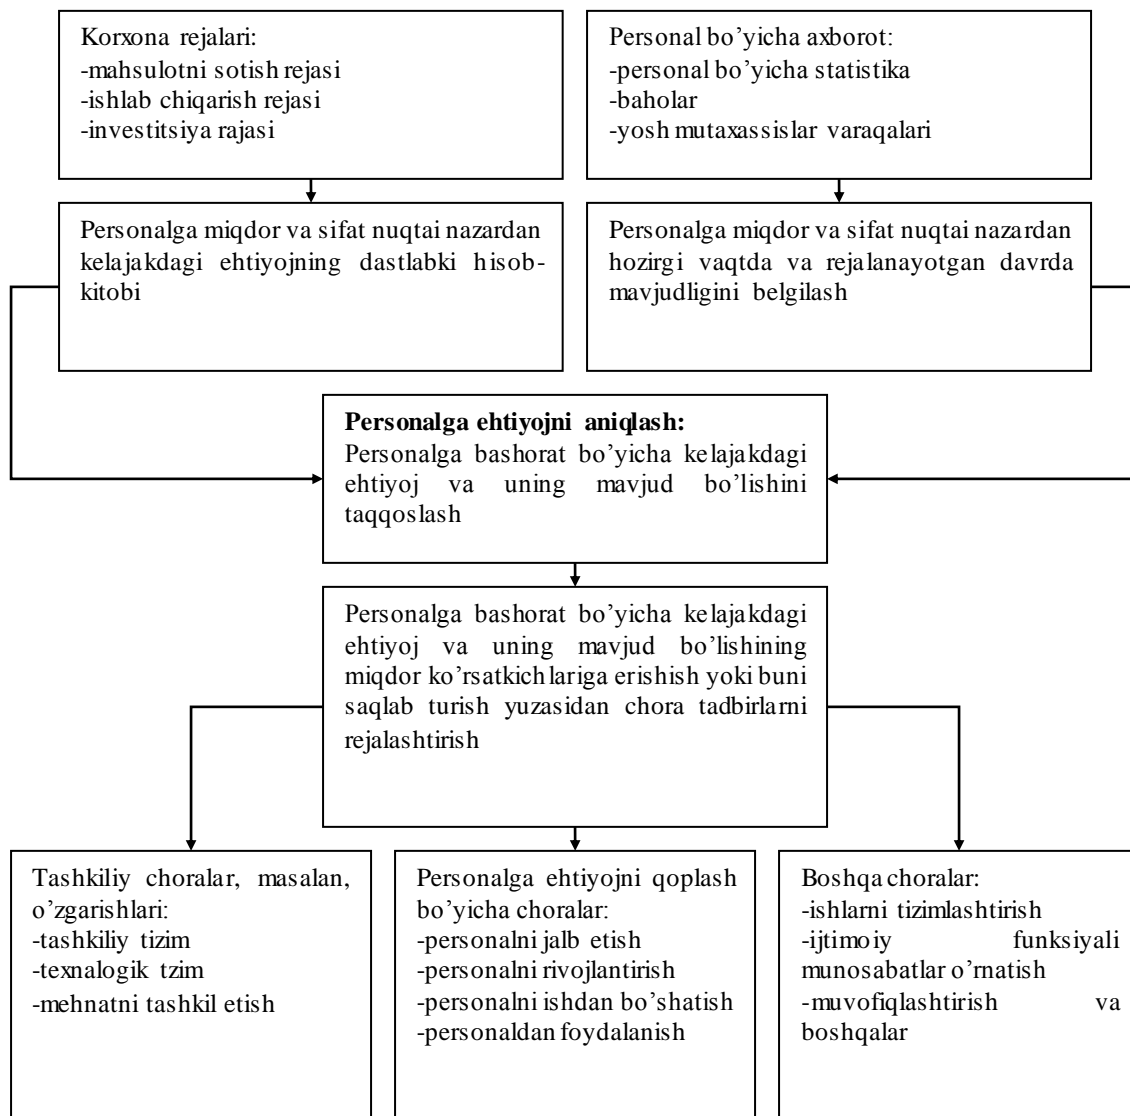 Korxona rejalari:
-mahsulotni sotish rejasi
-ishlab chiqarish rejasi
-investitsiya rajasi
Personal bo’yicha axborot:
-personal bo’yicha statistika
-baholar
-yosh mutaxassislar varaqalari
Personalga miqdor va sifat nuqtai nazardan
kelajakdagi ehtiyojning dastlabki hisob-
kitobi
Personalga miqdor va sifat nuqtai nazardan
hozirgi vaqtda va rejalanayotgan davrda
mavjudligini belgilash
Personalga ehtiyojni aniqlash:
Personalga bashorat bo’yicha kelajakdagi
ehtiyoj va uning mavjud bo’lishini
taqqoslash
Personalga bashorat bo’yicha kelajakdagi
ehtiyoj va uning mavjud bo’lishining
miqdor ko’rsatkichlariga erishish yoki buni
saqlab turish yuzasidan chora tadbirlarni
rejalashtirish
Tashkiliy choralar, masalan,
o’zgarishlari:
-tashkiliy tizim
-texnalogik tzim
-mehnatni tashkil etish
Personalga ehtiyojni qoplash
bo’yicha choralar:
-personalni jalb etish
-personalni rivojlantirish
-personalni ishdan bo’shatish
-personaldan foydalanish
Boshqa choralar:
-ishlarni tizimlashtirish
-ijtimoiy funksiyali
munosabatlar o’rnatish
-muvofiqlashtirish va
boshqalar